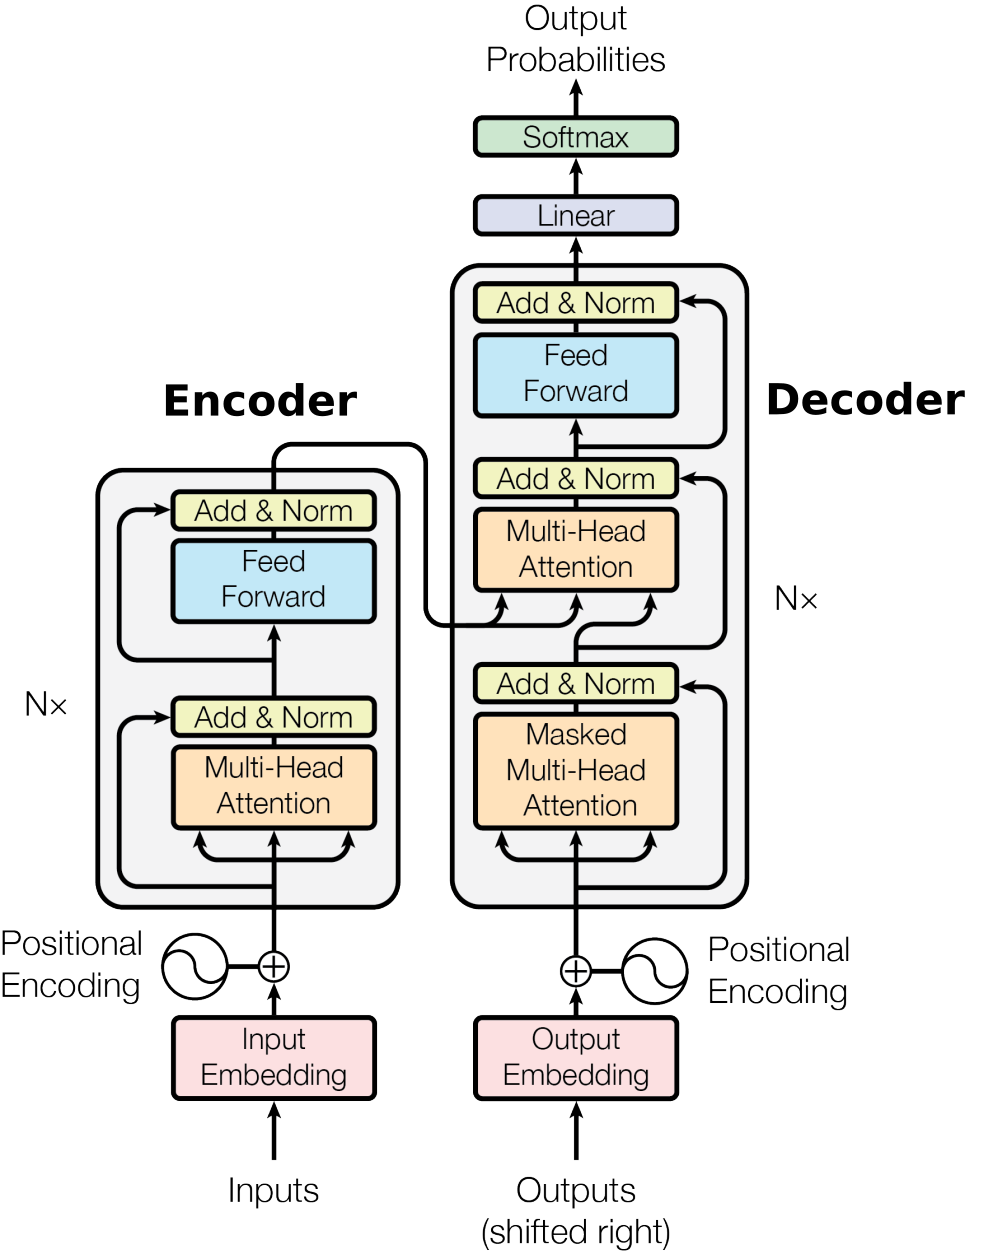 Output
Probabilities
Softmax
Linear
Add & Norm
Feed
Forward
Add & Norm
Multi-Head
Attention
Add & Norm
Masked
Multi-Head
Attention
Decoder
N×
Encoder
Add & Norm
Feed
Forward
Add & Norm
Multi-Head
Attention
N×
Positional
Encoding
Positional
Encoding
Input
Embedding
Output
Embedding
Inputs
Outputs
(shifted right)